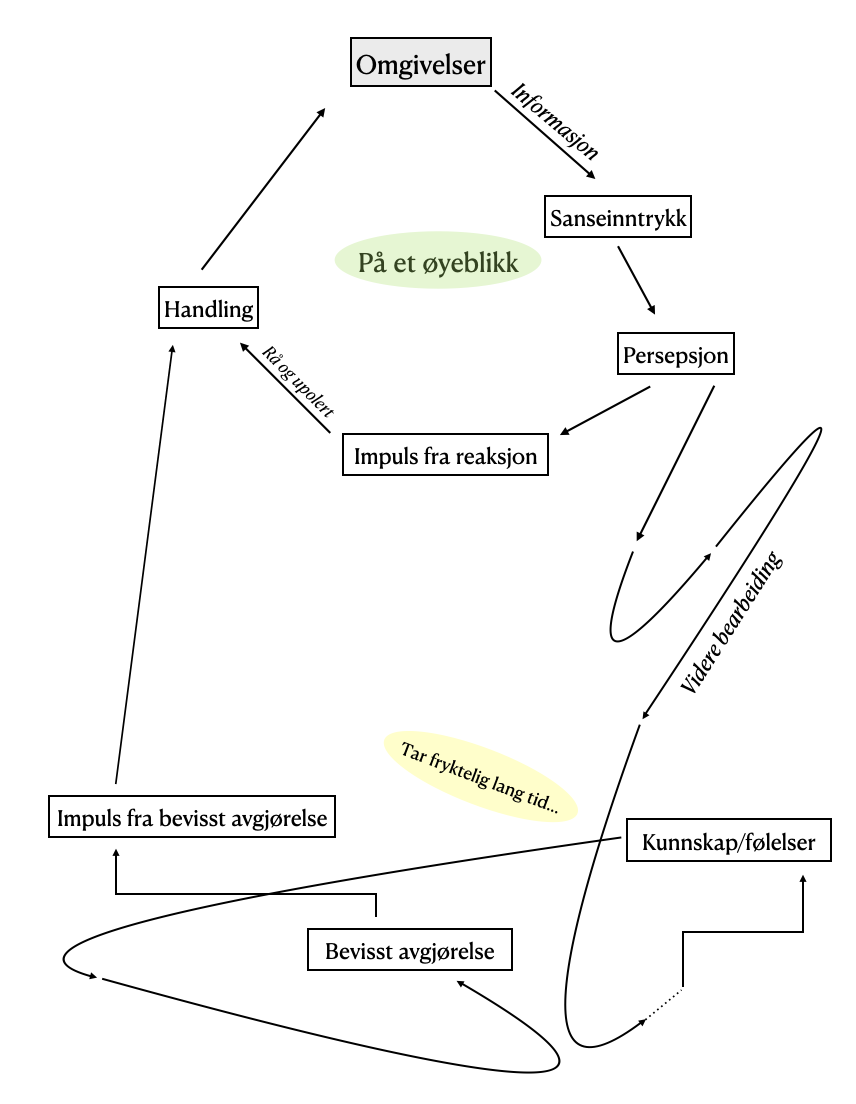 Omgivelser
Informasjon
Sanseinntrykk
På et øyeblikk
Handling
Persepsjon
Rå og upolert
Impuls fra reaksjon
Videre bearbeiding
Tar fryktelig lang tid...
Impuls fra bevisst avgjørelse
Kunnskap/følelser
Bevisst avgjørelse